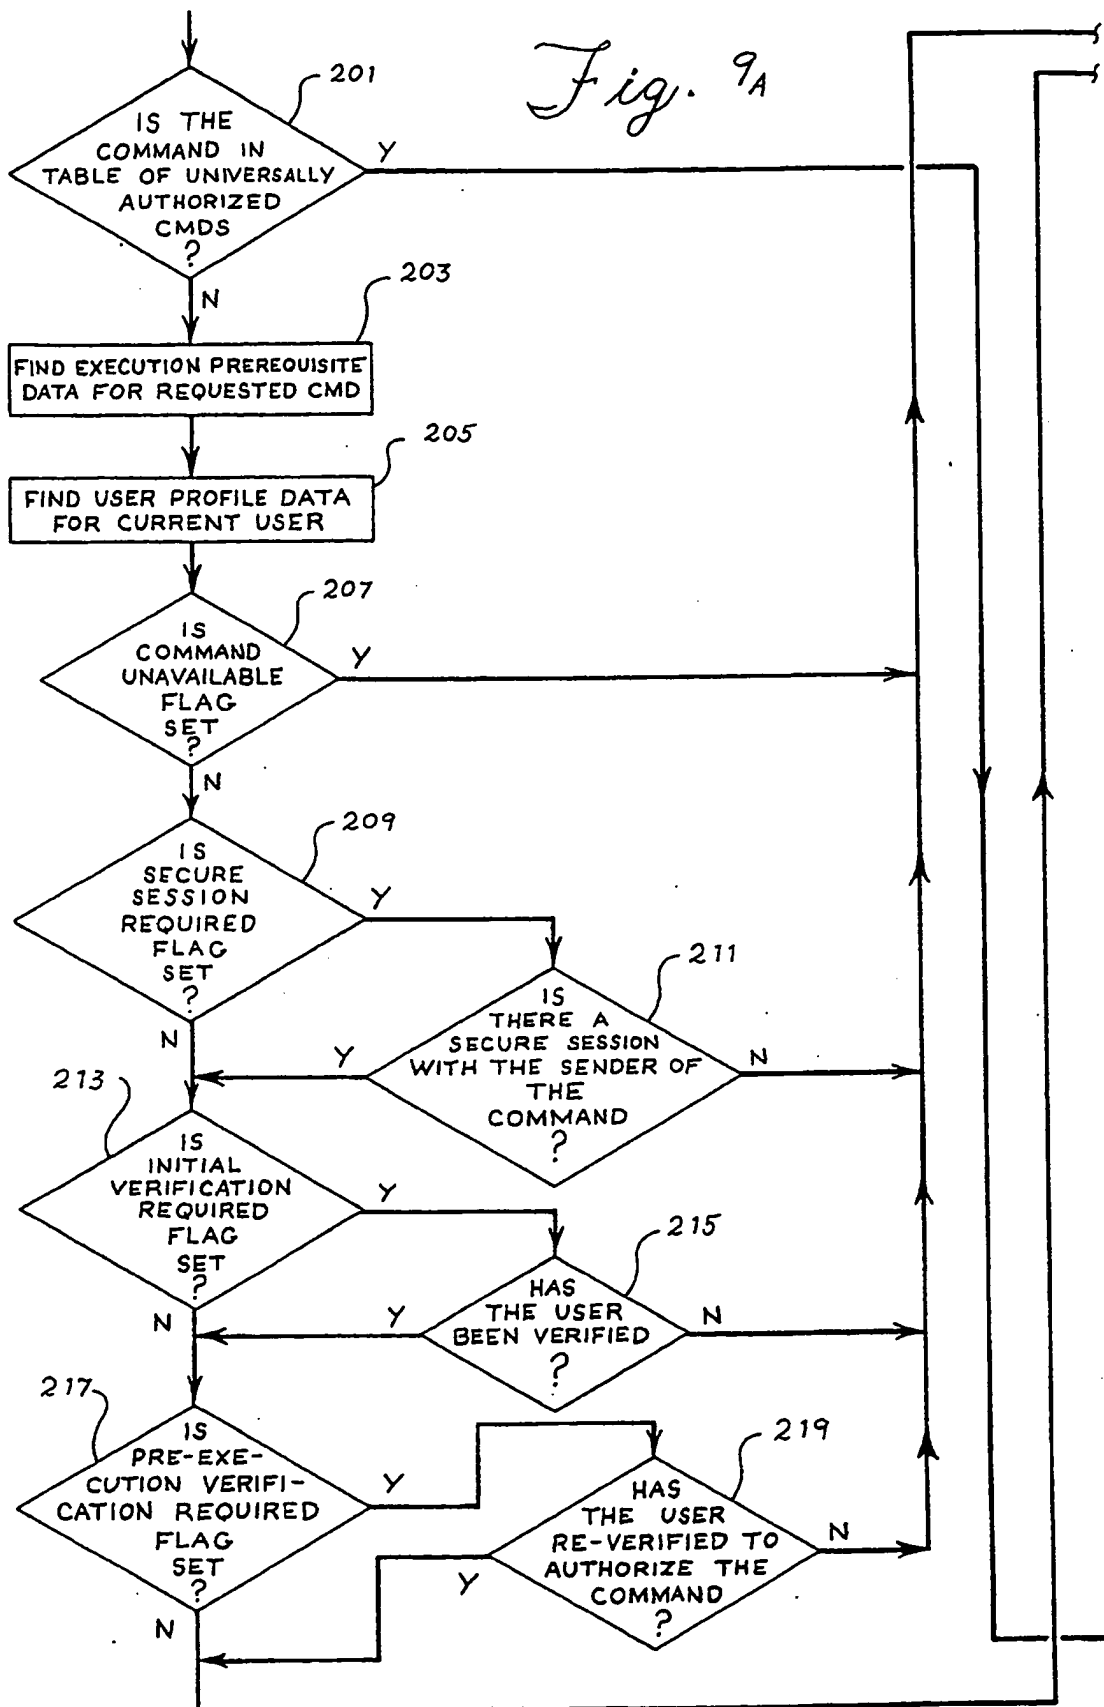 Fig. 9A
201
IS THE
COMMAND IN
TABLE OF UNIVERSALLY
AUTHORIZED
CMDS
?
Y
N
203
FIND EXECUTION PREREQUISITE
DATA FOR REQUESTED CMD
205
FIND USER PROFILE DATA
FOR CURRENT USER
207
IS
COMMAND
UNAVAILABLE
FLAG
SET
?
Y
N
209
IS
SECURE
SESSION
REQUIRED
FLAG
SET
?
Y
N
211
IS
THERE A
SECURE SESSION
WITH THE SENDER OF
THE
COMMAND
?
Y
N
213
IS
INITIAL
VERIFICATION
REQUIRED
FLAG
SET
?
Y
N
215
HAS
THE USER
BEEN VERIFIED
?
Y
N
217
IS
PRE-EXE-
CUTION VERIFI-
CATION REQUIRED
FLAG
SET
?
Y
N
219
HAS
THE USER
RE-VERIFIED TO
AUTHORIZE THE
COMMAND
?
Y
N